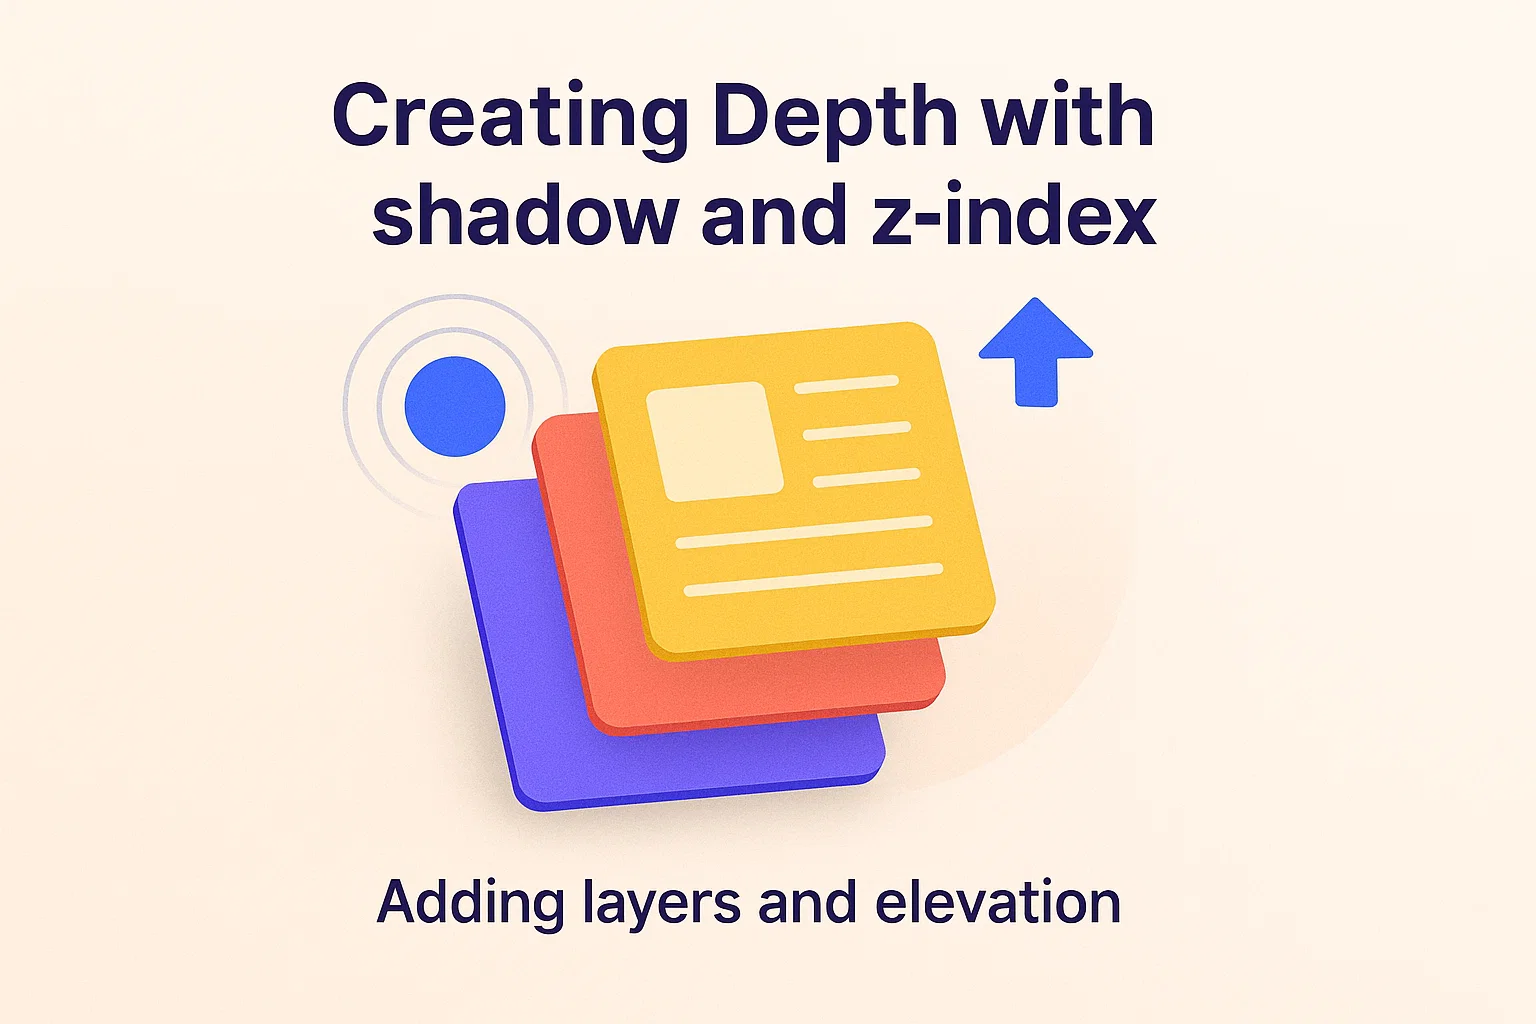 Creating Depth with
shadow and z-index
Adding layers and elevation